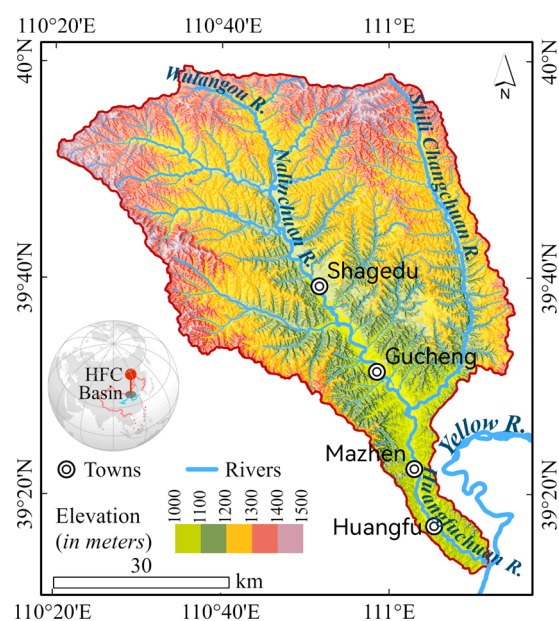 110°20'E 110°40'E 111°E
40°N 40°N
N
Wulangou R.
Shili Changchuan R.
Nalinchuan R.
Shagedu
39°40'N 39°40'N
Gucheng
HFC
Basin
Yellow R.
Mazhen
Towns Rivers
39°20'N 39°20'N
Huangfuchuan R.
Elevation
(in meters)
1000 1100 1200 1300 1400 1500
Huangfu
30
km
110°20'E 110°40'E 111°E